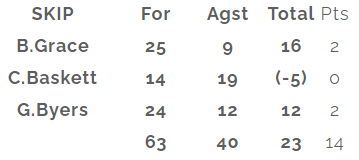 SKIP For Agst Total Pts
B.Grace 25 9 16 2
C.Baskett 14 19 (-5) 0
G.Byers 24 12 12 2
63 40 23 14